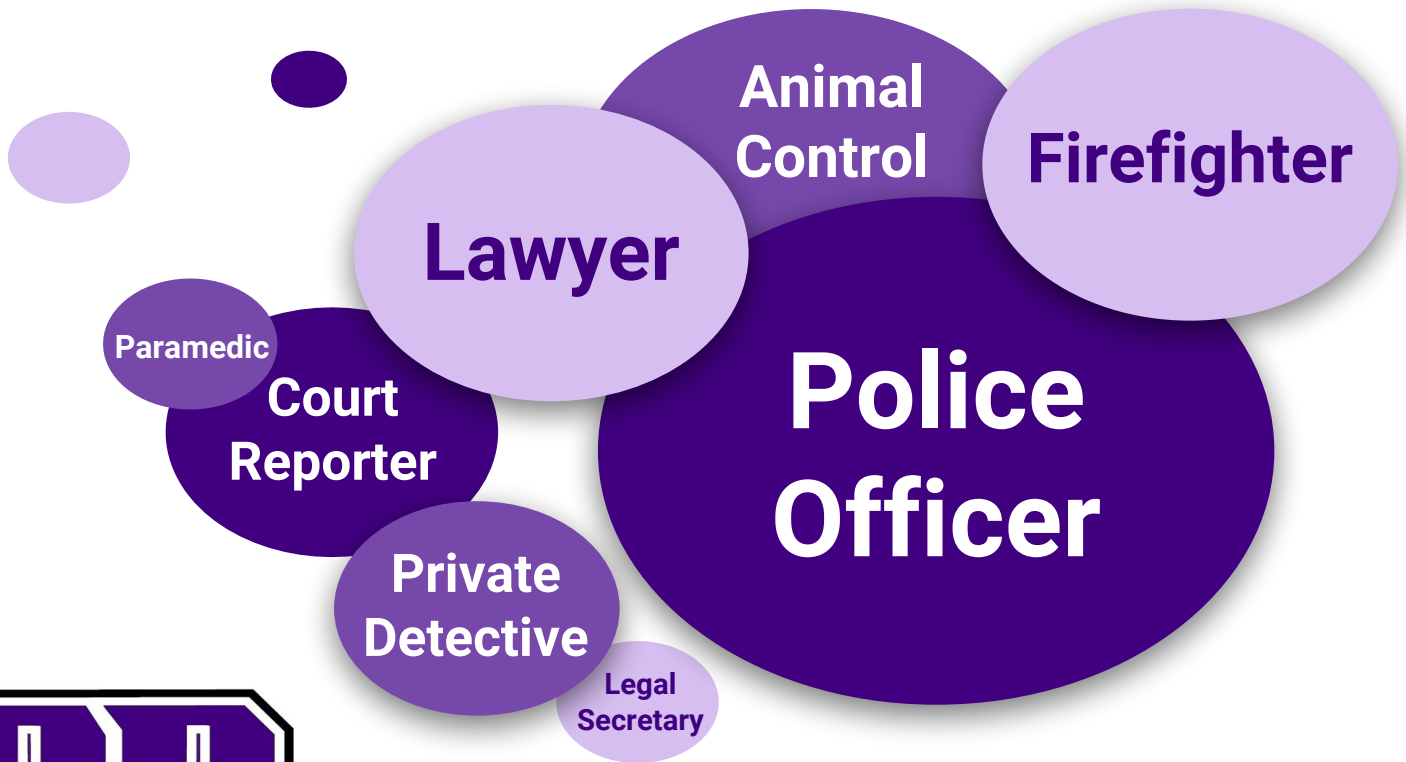 Animal
Control
Firefighter
Lawyer
Paramedic
Court
Reporter
Police
Officer
Private
Detective
Legal
Secretary